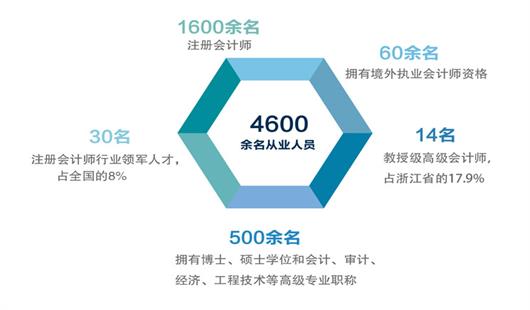 1600余名
注册会计师
60余名
拥有境外执业会计师资格
4600
余名从业人员
30名
注册会计师行业领军人才，
占全国的8%
14名
教授级高级会计师，
占浙江省的17.9%
500余名
拥有博士、硕士学位和会计、审计、
经济、工程技术等高级专业职称